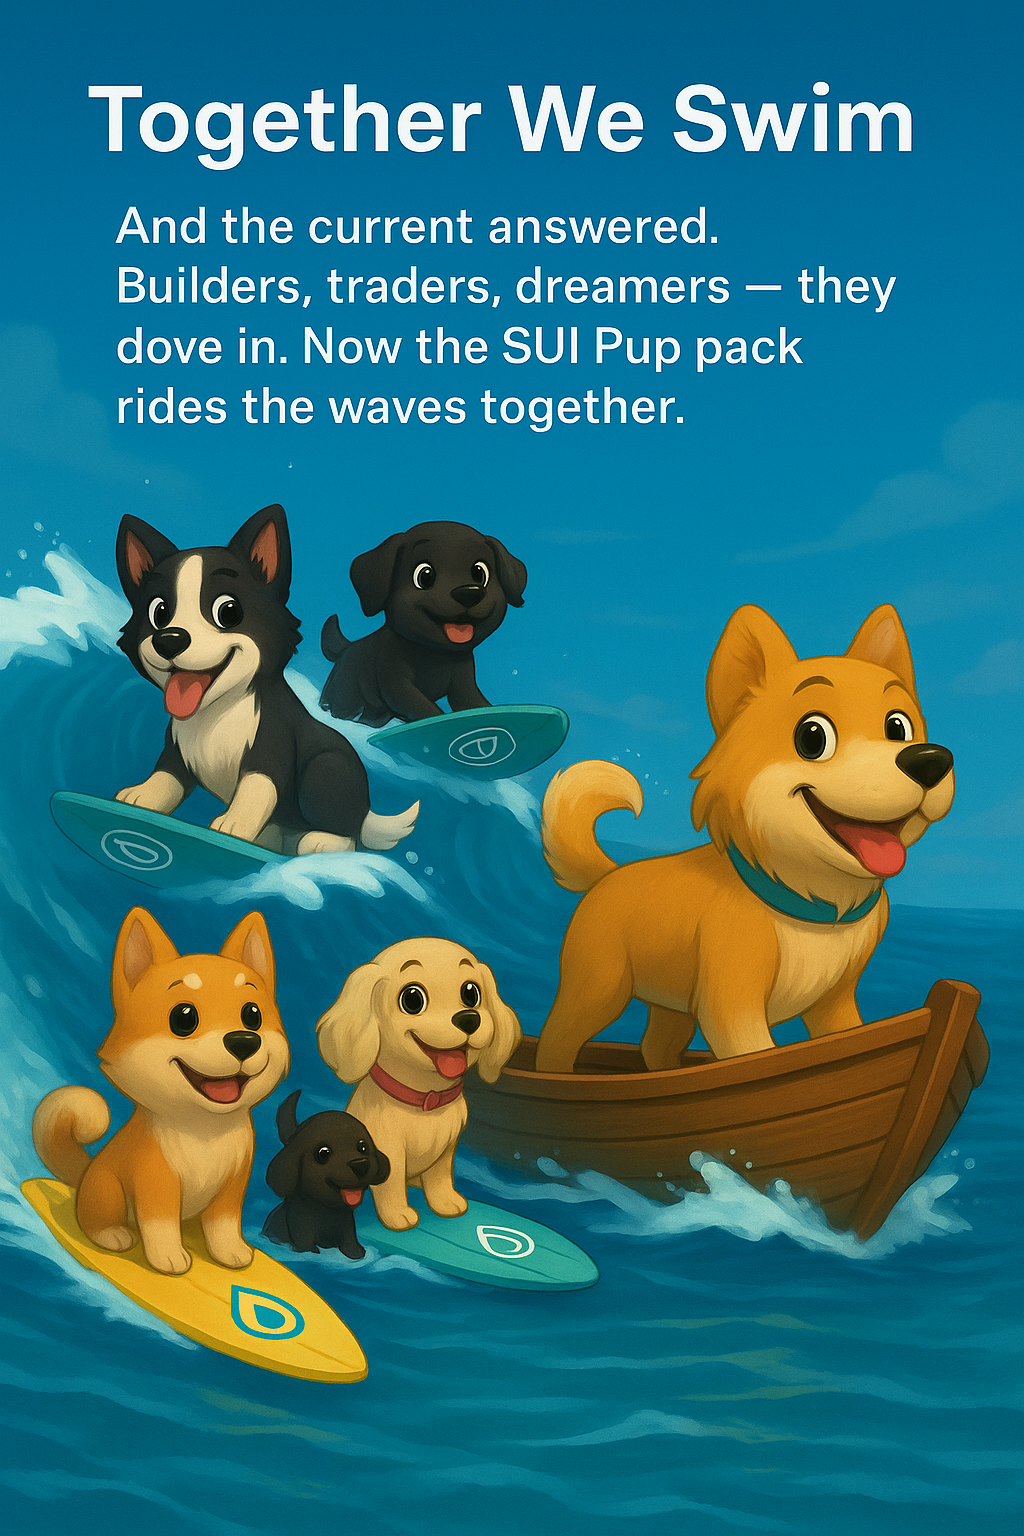 Together We Swim
And the current answered.
Builders, traders, dreamers — they
dove in. Now the SUI Pup pack
rides the waves together.